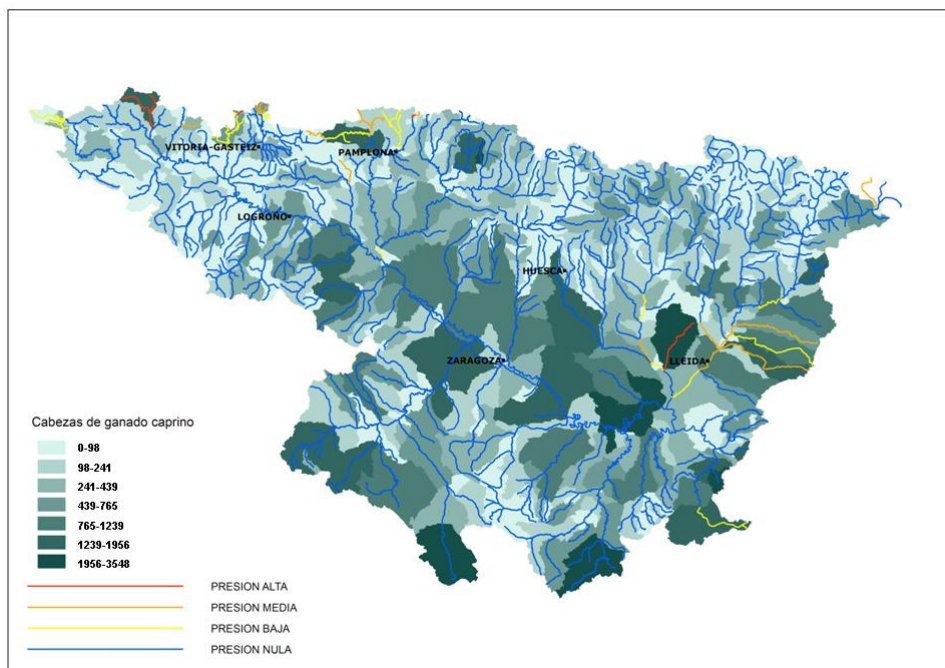 VITORIA-GASTEIZ
PAMPLONA
LOGROÑO
HUESCA
ZARAGOZA
LLEIDA
Cabezas de ganado caprino
0-98
98-241
241-439
439-765
765-1239
1239-1956
1956-3548
PRESION ALTA
PRESION MEDIA
PRESION BAJA
PRESION NULA